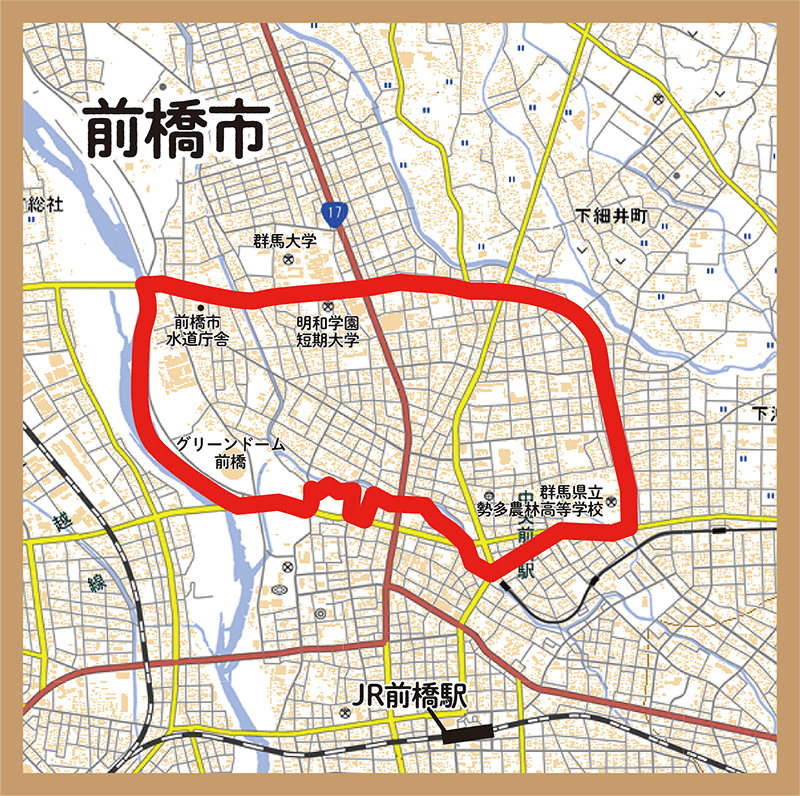 前橋市
総社
17
群馬大学
下細井町
前橋市
水道庁舎
明和学園
短期大学
グリーンドーム
前橋
下沖
群馬県立
勢多農林高等学校
中央前橋駅
越
線
JR前橋駅